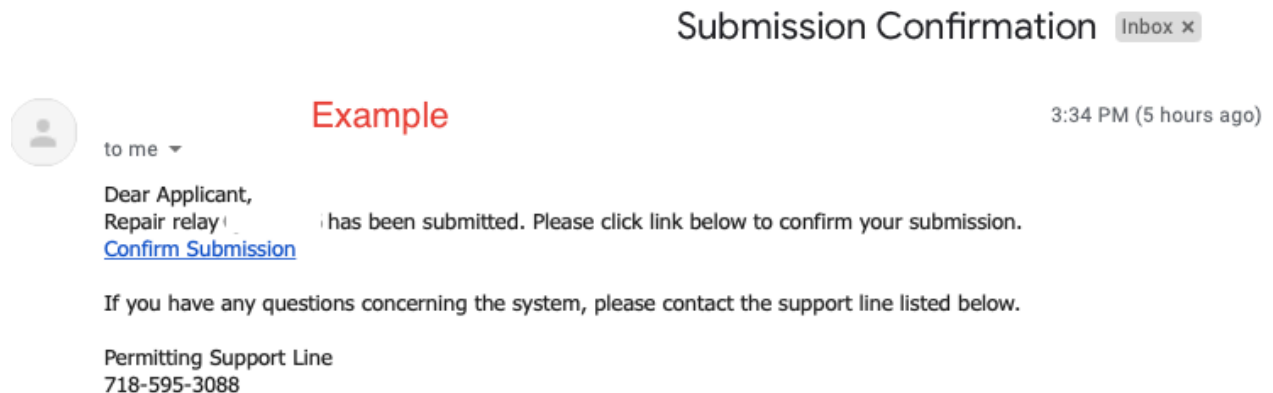 Submission Confirmation Inbox ×
Example
3:34 PM (5 hours ago)
to me
Dear Applicant,
Repair relay has been submitted. Please click link below to confirm your submission.
Confirm Submission
If you have any questions concerning the system, please contact the support line listed below.
Permitting Support Line
718-595-3088